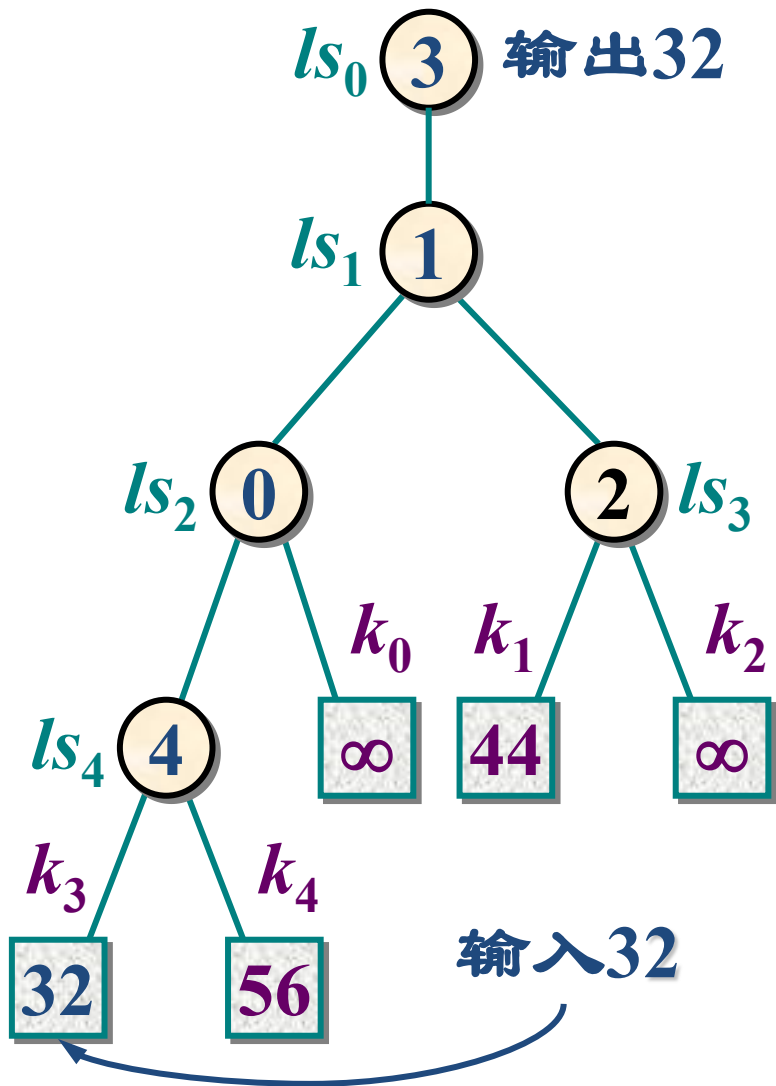 ls₀ 3 输出32
ls₁ 1
ls₂ 0 2 ls₃
k₀ k₁ k₂
ls₄ 4 ∞ 44 ∞
k₃ k₄
32 56 输入32